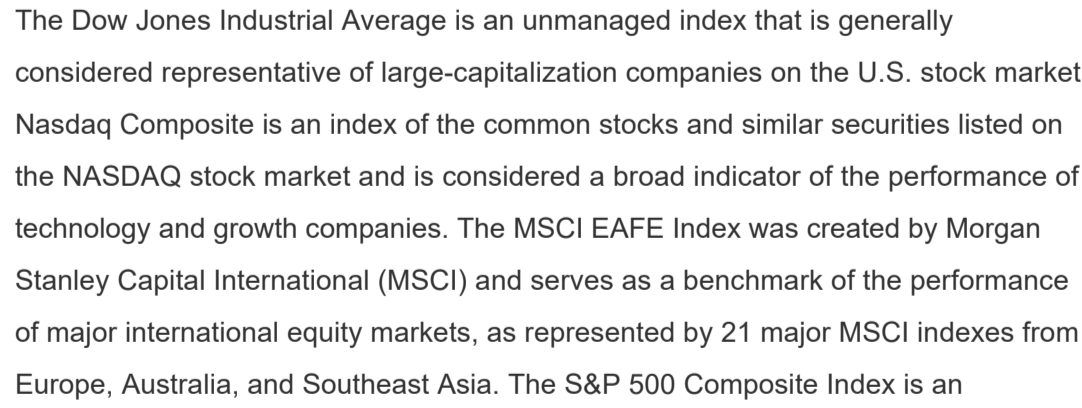 The Dow Jones Industrial Average is an unmanaged index that is generally
considered representative of large-capitalization companies on the U.S. stock market
Nasdaq Composite is an index of the common stocks and similar securities listed on
the NASDAQ stock market and is considered a broad indicator of the performance of
technology and growth companies. The MSCI EAFE Index was created by Morgan
Stanley Capital International (MSCI) and serves as a benchmark of the performance
of major international equity markets, as represented by 21 major MSCI indexes from
Europe, Australia, and Southeast Asia. The S&P 500 Composite Index is an